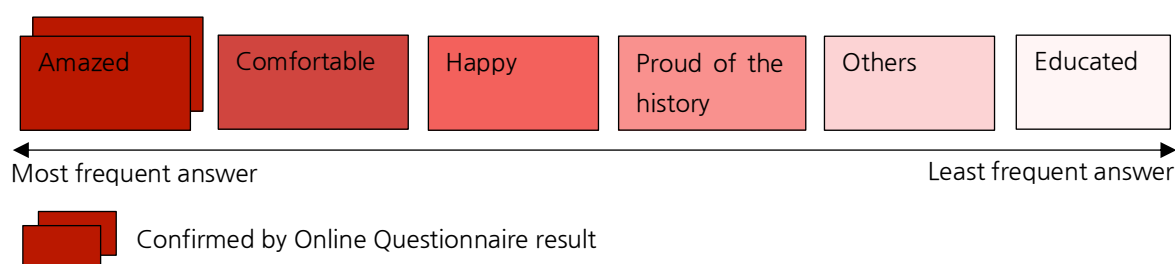 Amazed
Comfortable
Happy
Proud of the
history
Others
Educated
Most frequent answer
Least frequent answer
Confirmed by Online Questionnaire result